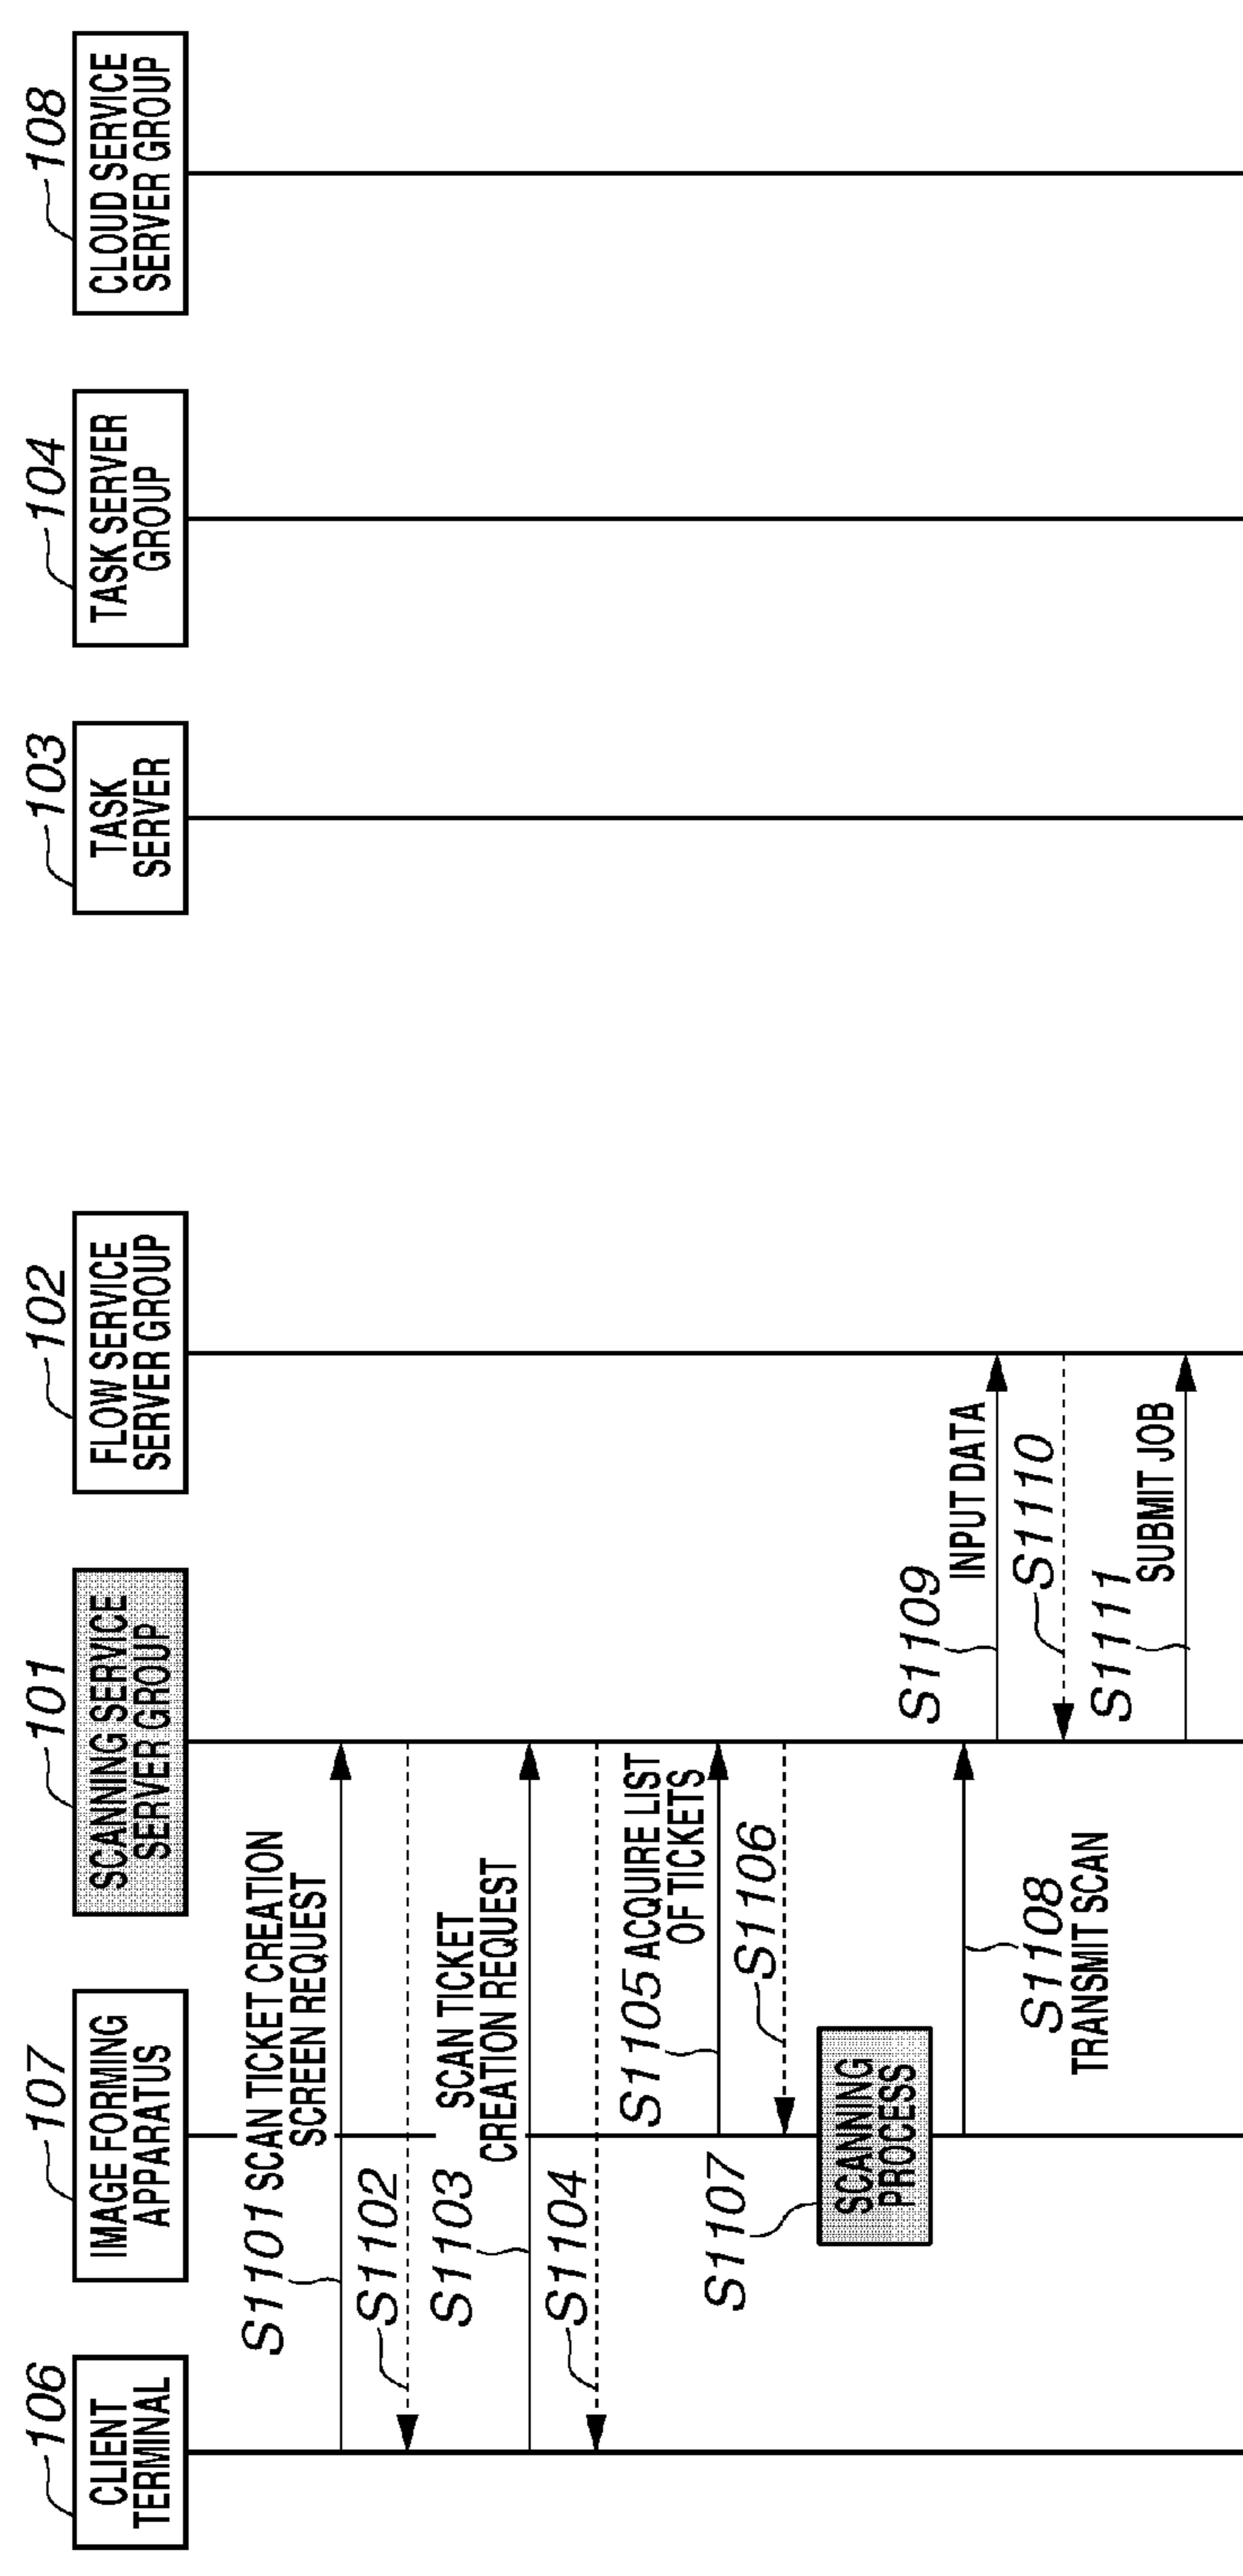 106
CLIENT
TERMINAL
107
IMAGE FORMING
APPARATUS
101
SCANNING SERVICE
SERVER GROUP
102
FLOW SERVICE
SERVER GROUP
103
TASK
SERVER
104
TASK SERVER
GROUP
108
CLOUD SERVICE
SERVER GROUP
S1101 SCAN TICKET CREATION
SCREEN REQUEST
S1102
S1103
SCAN TICKET
CREATION REQUEST
S1104
S1105 ACQUIRE LIST
OF TICKETS
S1106
S1107
SCANNING
PROCESS
S1108
TRANSMIT SCAN
S1109
INPUT DATA
S1110
S1111
SUBMIT JOB